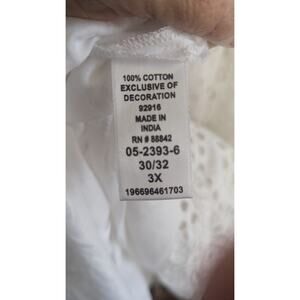 100% COTTON
EXCLUSIVE OF
DECORATION
92916
MADE IN
INDIA
RN # 88842
05-2393-6
30/32
3X
196696461703